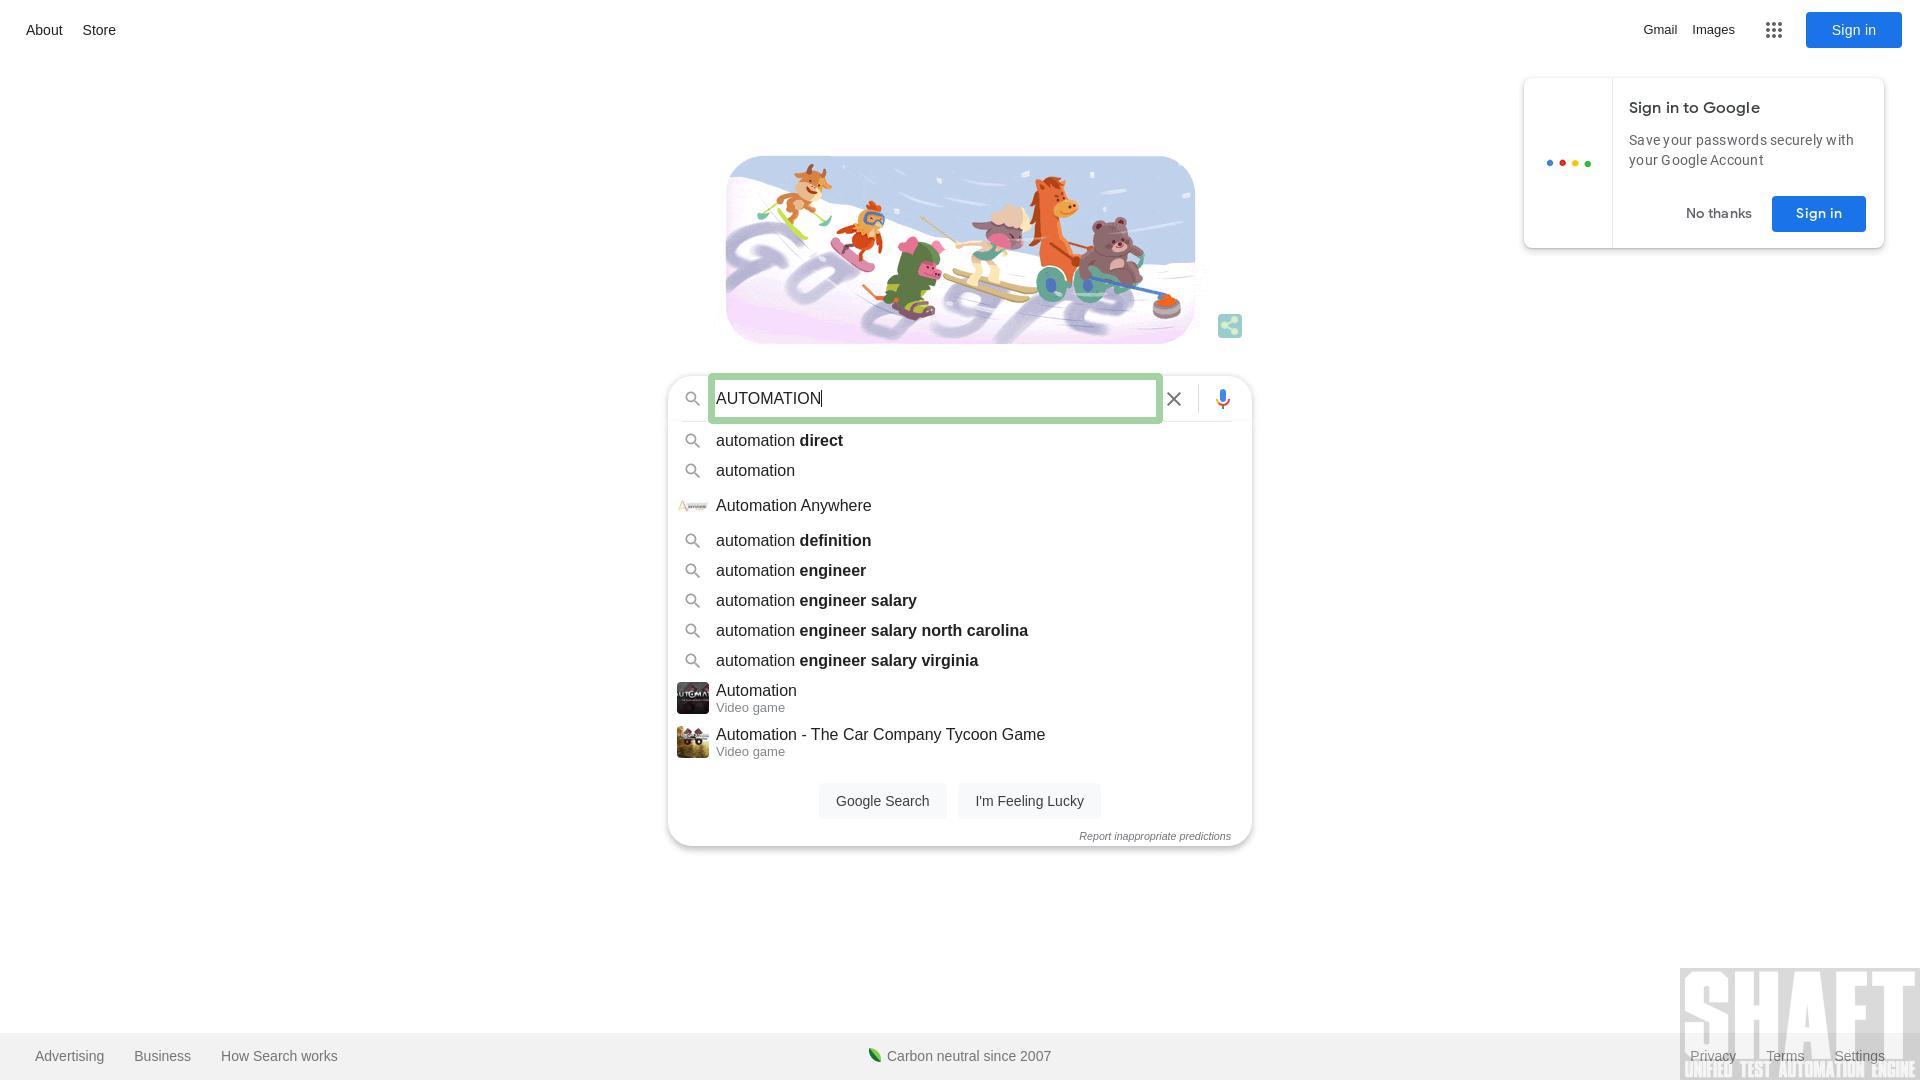 About Store
Gmail Images Sign in
Sign in to Google
Save your passwords securely with
your Google Account
No thanks Sign in
AUTOMATION
automation direct
automation
Automation Anywhere
automation definition
automation engineer
automation engineer salary
automation engineer salary north carolina
automation engineer salary virginia
Automation
Video game
Automation - The Car Company Tycoon Game
Video game
Google Search I'm Feeling Lucky
Report inappropriate predictions
SHAFT
UNIFIED TEST AUTOMATION ENGINE
Advertising Business How Search works Carbon neutral since 2007 Privacy Terms Settings